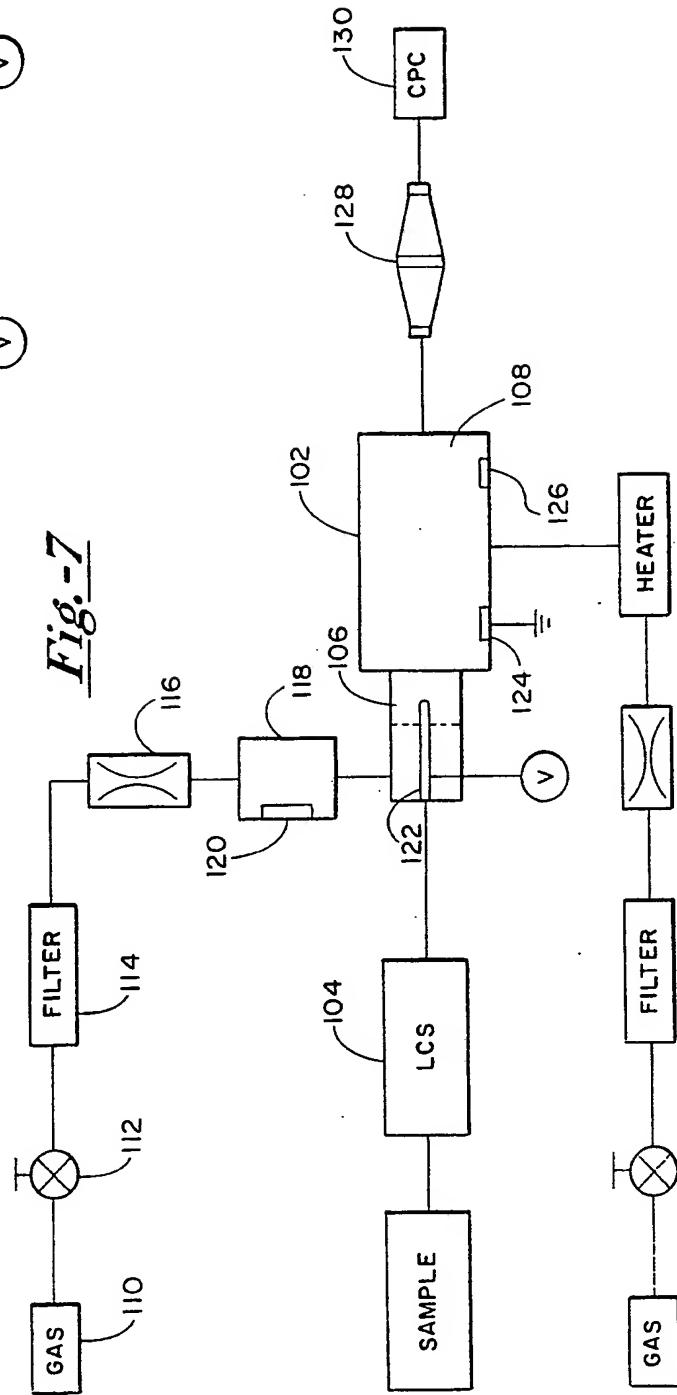 V
V
Fig.-7
GAS
110
112
FILTER
114
116
118
120
SAMPLE
LCS
104
122
106
V
102
108
124
126
128
CPC
130
GAS
FILTER
HEATER